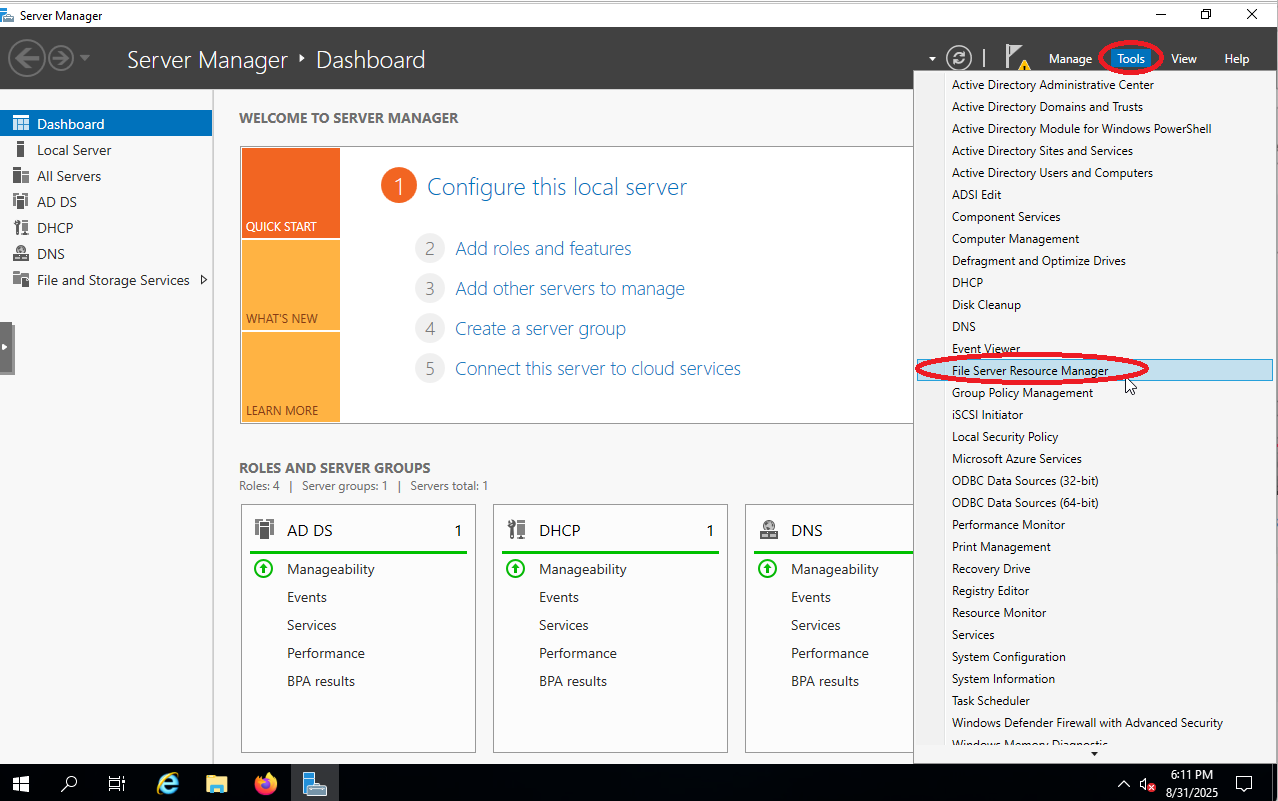 Server Manager
Server Manager • Dashboard
Manage Tools View Help
Dashboard
Local Server
All Servers
AD DS
DHCP
DNS
File and Storage Services
WELCOME TO SERVER MANAGER
QUICK START
WHAT'S NEW
LEARN MORE
1 Configure this local server
2 Add roles and features
3 Add other servers to manage
4 Create a server group
5 Connect this server to cloud services
ROLES AND SERVER GROUPS
Roles: 4 | Server groups: 1 | Servers total: 1
AD DS 1
Manageability
Events
Services
Performance
BPA results
DHCP 1
Manageability
Events
Services
Performance
BPA results
DNS
Manageability
Events
Services
Performance
BPA results
Active Directory Administrative Center
Active Directory Domains and Trusts
Active Directory Module for Windows PowerShell
Active Directory Sites and Services
Active Directory Users and Computers
ADSI Edit
Component Services
Computer Management
Defragment and Optimize Drives
DHCP
Disk Cleanup
DNS
Event Viewer
File Server Resource Manager
Group Policy Management
iSCSI Initiator
Local Security Policy
Microsoft Azure Services
ODBC Data Sources (32-bit)
ODBC Data Sources (64-bit)
Performance Monitor
Print Management
Recovery Drive
Registry Editor
Resource Monitor
Services
System Configuration
System Information
Task Scheduler
Windows Defender Firewall with Advanced Security
Windows Memory Diagnostic
6:11 PM
8/31/2025